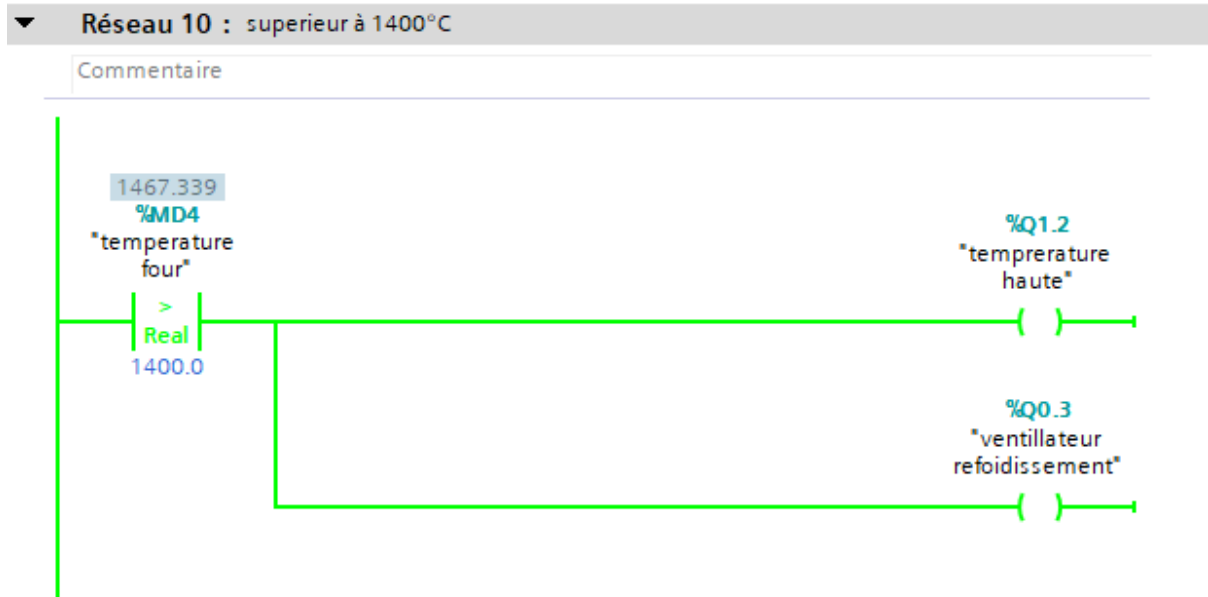 Réseau 10 : superieur à 1400°C
Commentaire
1467.339
%MD4
"temperature
four"
>
Real
1400.0
%Q1.2
"temprerature
haute"
( )
%Q0.3
"ventillateur
refoidissement"
( )